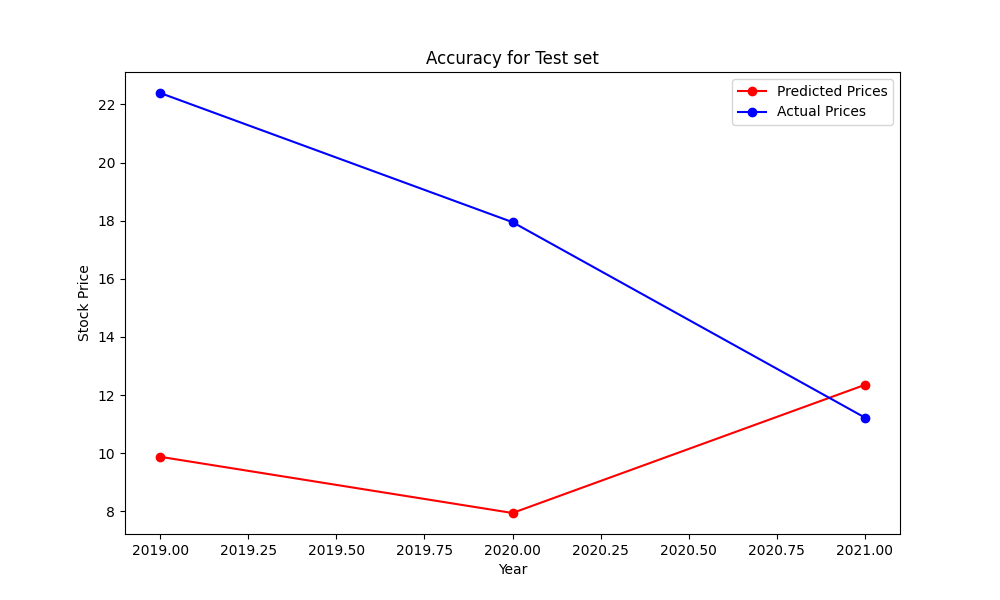 Accuracy for Test set
Predicted Prices
Actual Prices
Stock Price
22
20
18
16
14
12
10
8
2019.00 2019.25 2019.50 2019.75 2020.00 2020.25 2020.50 2020.75 2021.00
Year